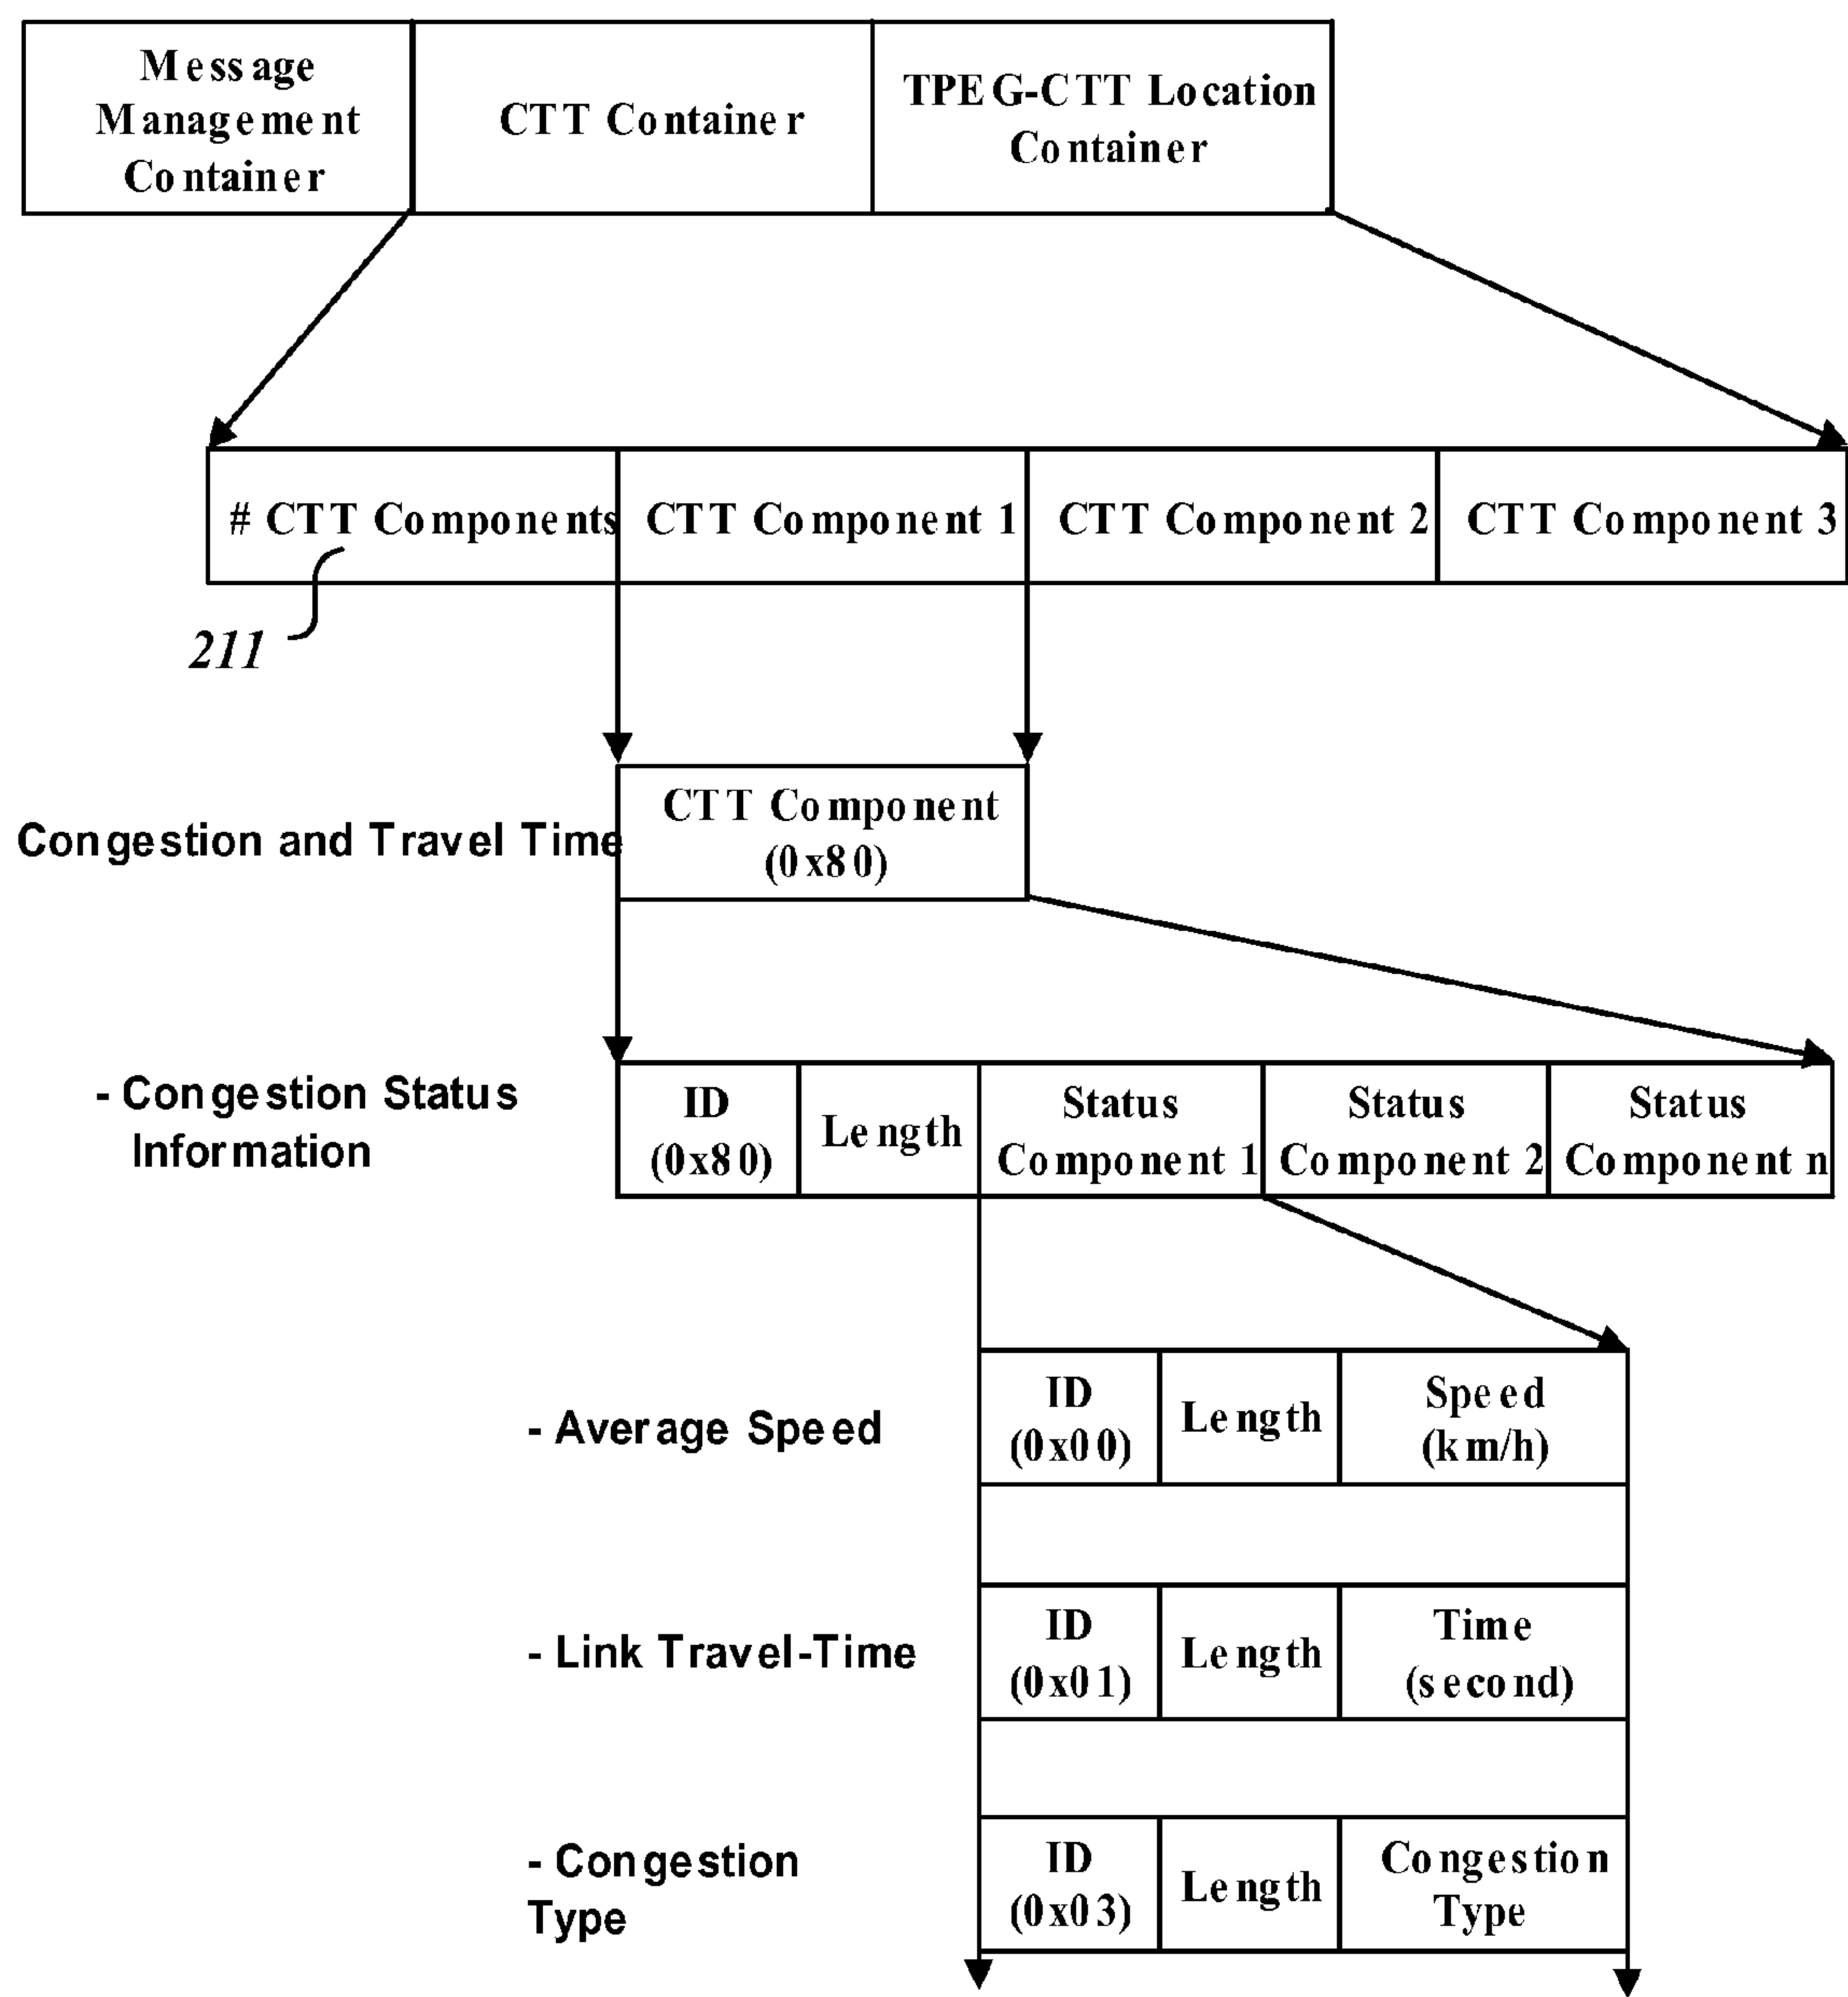 Message
Management
Container
CTT Container
TPEG-CTT Location
Container
# CTT Components
CTT Component 1
CTT Component 2
CTT Component 3
211
Congestion and Travel Time
CTT Component
(0x80)
- Congestion Status
Information
ID
(0x80)
Length
Status
Component 1
Status
Component 2
Status
Component n
- Average Speed
ID
(0x00)
Length
Speed
(km/h)
- Link Travel-Time
ID
(0x01)
Length
Time
(second)
- Congestion
Type
ID
(0x03)
Length
Congestion
Type